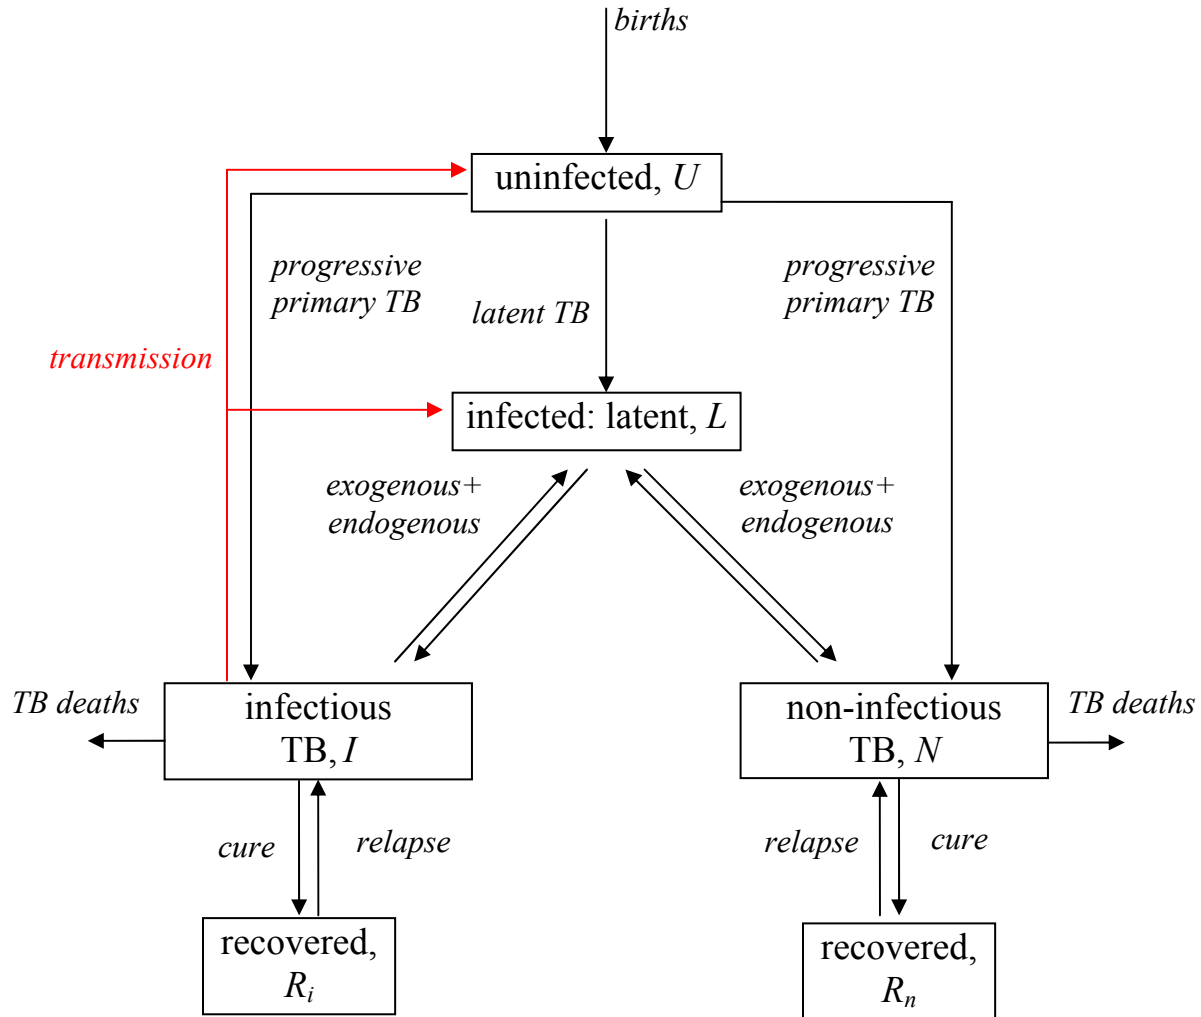 births
uninfected, U
progressive
primary TB
progressive
primary TB
latent TB
transmission
infected: latent, L
exogenous+
endogenous
exogenous+
endogenous
TB deaths
infectious
TB, I
non-infectious
TB, N
TB deaths
cure
relapse
relapse
cure
recovered,
Ri
recovered,
Rn